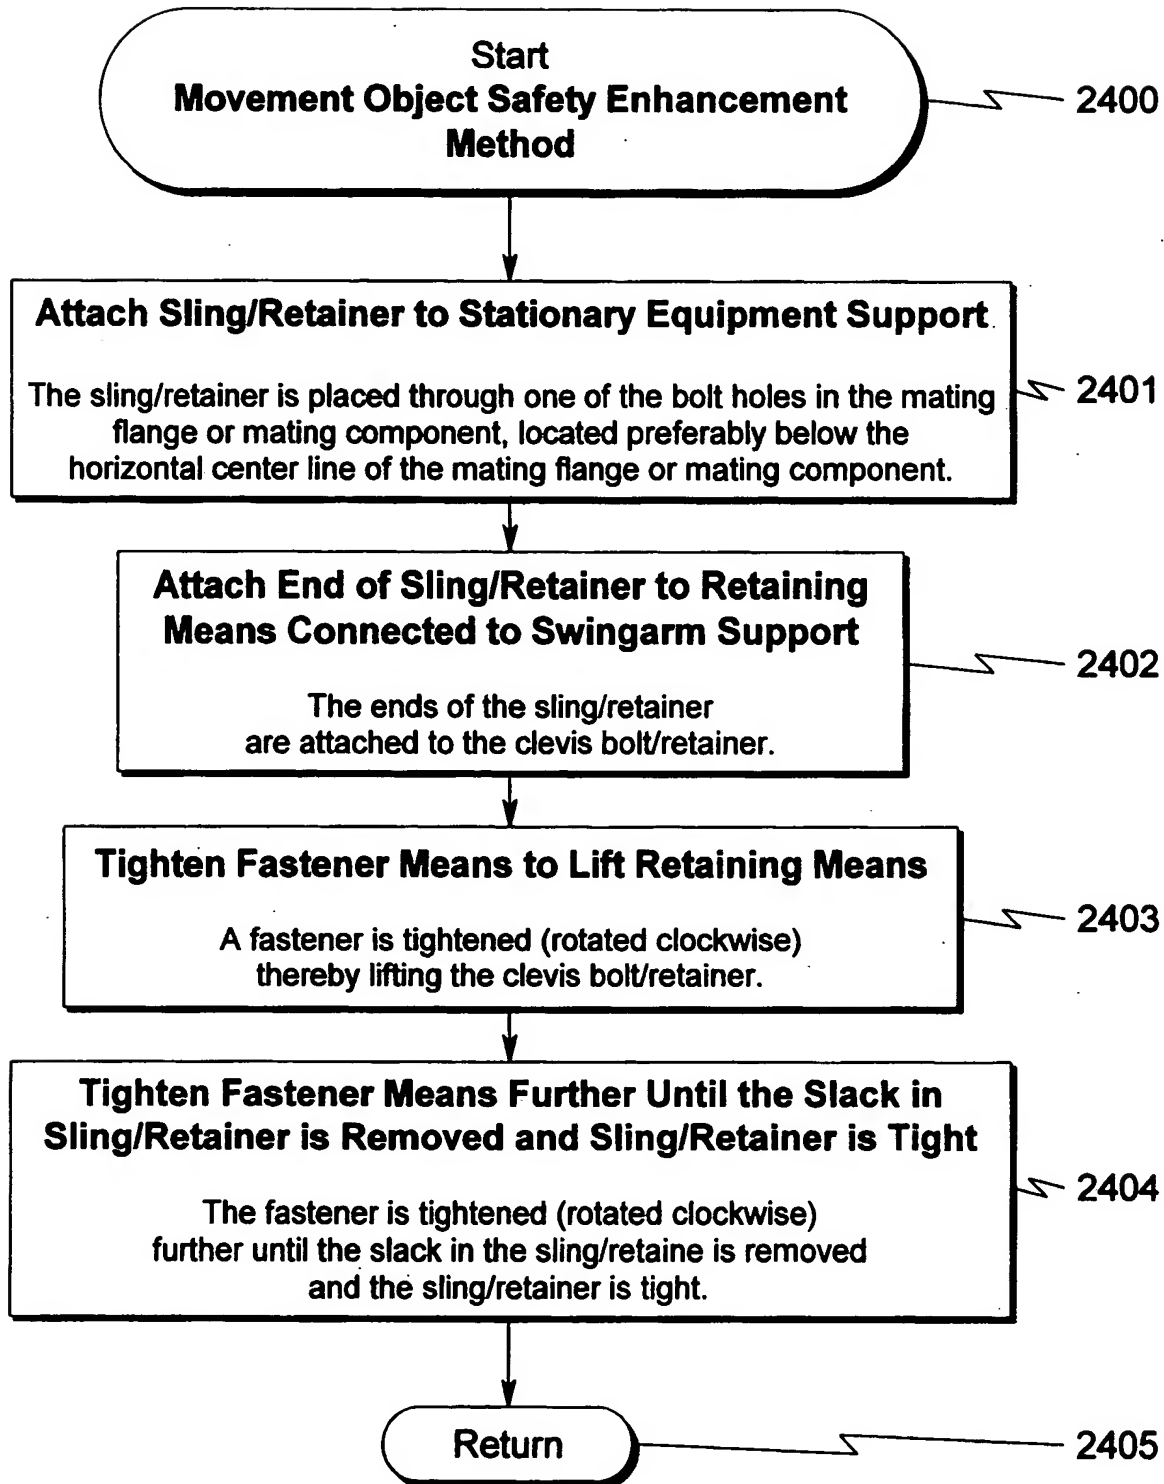 Start
Movement Object Safety Enhancement
Method
2400
Attach Sling/Retainer to Stationary Equipment Support
The sling/retainer is placed through one of the bolt holes in the mating
flange or mating component, located preferably below the
horizontal center line of the mating flange or mating component.
2401
Attach End of Sling/Retainer to Retaining
Means Connected to Swingarm Support
The ends of the sling/retainer
are attached to the clevis bolt/retainer.
2402
Tighten Fastener Means to Lift Retaining Means
A fastener is tightened (rotated clockwise)
thereby lifting the clevis bolt/retainer.
2403
Tighten Fastener Means Further Until the Slack in
Sling/Retainer is Removed and Sling/Retainer is Tight
The fastener is tightened (rotated clockwise)
further until the slack in the sling/retaine is removed
and the sling/retainer is tight.
2404
Return
2405